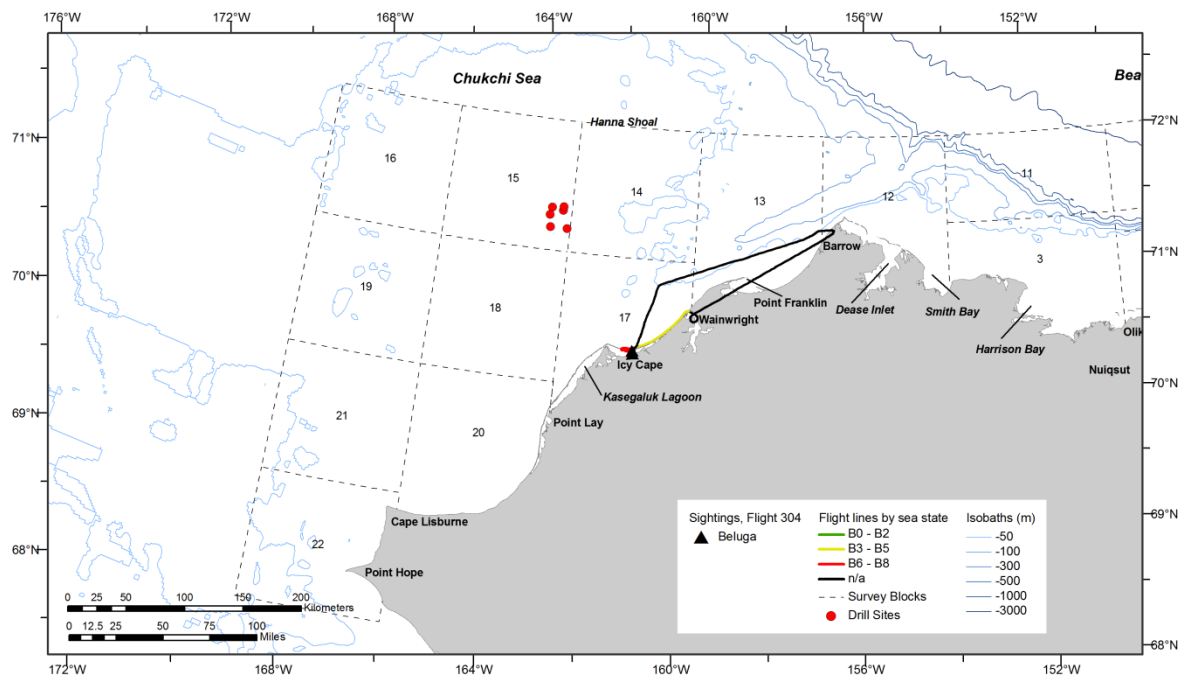 176°W
172°W
168°W
164°W
160°W
156°W
152°W
Chukchi Sea
Bea
72°N
71°N
Hanna Shoal
16
15
14
13
12
11
3
71°N
Barrow
70°N
19
18
17
Point Franklin
Dease Inlet
Smith Bay
Wainwright
Harrison Bay
Olik
Icy Cape
Nuiqsut
70°N
Kasegaluk Lagoon
69°N
21
20
Point Lay
Cape Lisburne
69°N
68°N
22
Point Hope
Sightings, Flight 304
Beluga
Flight lines by sea state
B0 - B2
B3 - B5
B6 - B8
n/a
Survey Blocks
Drill Sites
Isobaths (m)
-50
-100
-300
-500
-1000
-3000
0 25 50 100 150 200
Kilometers
0 12.5 25 50 75 100
Miles
68°N
172°W
168°W
164°W
160°W
156°W
152°W